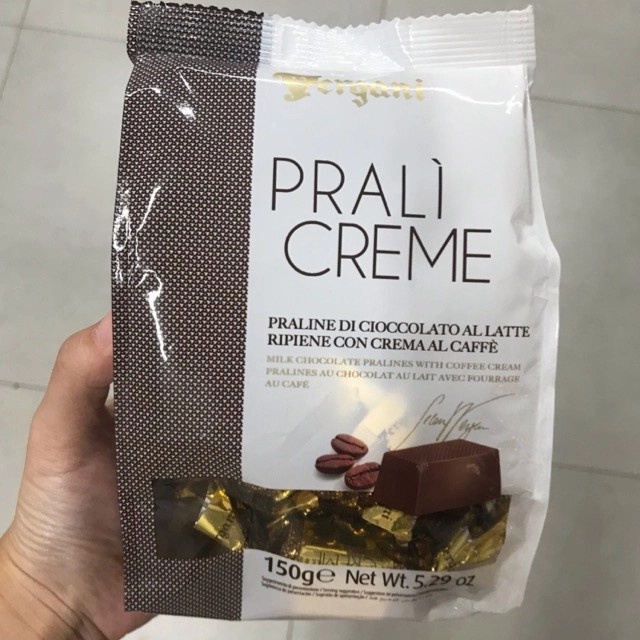 Vergani
PRALÌ
CREME
PRALINE DI CIOCCOLATO AL LATTE
RIPIENE CON CREMA AL CAFFÈ
MILK CHOCOLATE PRALINES WITH COFFEE CREAM
PRALINES AU CHOCOLAT AU LAIT AVEC FOURRAGE
AU CAFÉ
150g℮ Net Wt. 5.29 oz